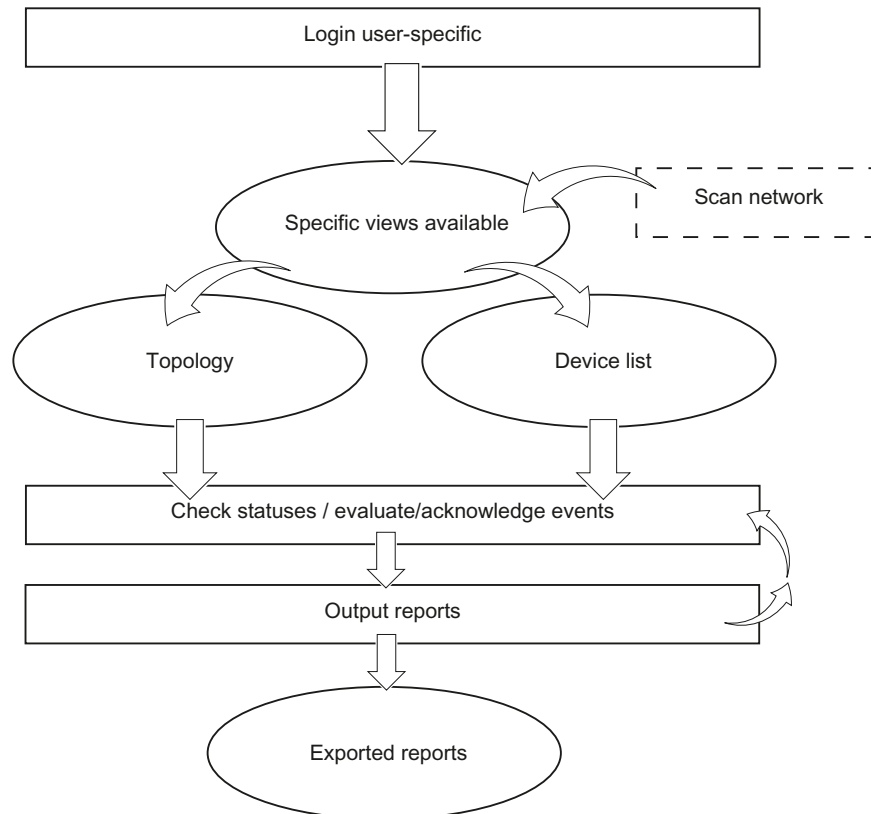 Login user-specific
Scan network
Specific views available
Topology
Device list
Check statuses / evaluate/acknowledge events
Output reports
Exported reports